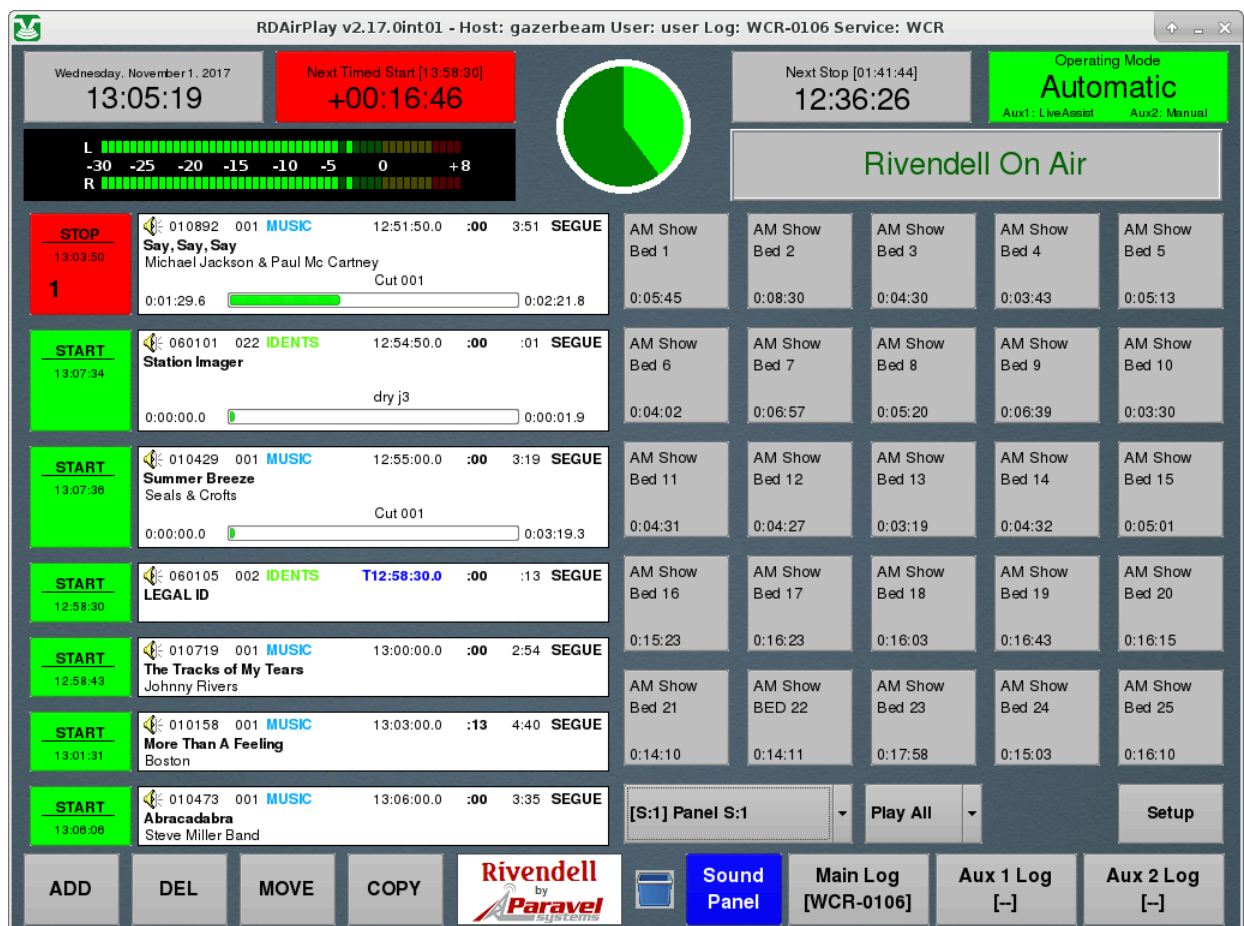 RDAirPlay v2.17.0int01 - Host: gazerbeam User: user Log: WCR-0106 Service: WCR
Wednesday, November 1, 2017
13:05:19
Next Timed Start [13:58:30]
+00:16:46
Next Stop [01:41:44]
12:36:26
Operating Mode
Automatic
Aux1: LiveAssist Aux2: Manual
L
-30 -25 -20 -15 -10 -5 0 +8
R
Rivendell On Air
STOP
13:03:50
1
010892 001 MUSIC 12:51:50.0 :00 3:51 SEGUE
Say, Say, Say
Michael Jackson & Paul Mc Cartney
Cut 001
0:01:29.6 0:02:21.8
START
13:07:34
060101 022 IDENTS 12:54:50.0 :00 :01 SEGUE
Station Imager
dry j3
0:00:00.0 0:00:01.9
START
13:07:36
010429 001 MUSIC 12:55:00.0 :00 3:19 SEGUE
Summer Breeze
Seals & Crofts
Cut 001
0:00:00.0 0:03:19.3
START
12:58:30
060105 002 IDENTS T12:58:30.0 :00 :13 SEGUE
LEGAL ID
START
12:58:43
010719 001 MUSIC 13:00:00.0 :00 2:54 SEGUE
The Tracks of My Tears
Johnny Rivers
START
13:01:31
010158 001 MUSIC 13:03:00.0 :13 4:40 SEGUE
More Than A Feeling
Boston
START
13:06:06
010473 001 MUSIC 13:06:00.0 :00 3:35 SEGUE
Abracadabra
Steve Miller Band
AM Show AM Show AM Show AM Show AM Show
Bed 1 Bed 2 Bed 3 Bed 4 Bed 5
0:05:45 0:08:30 0:04:30 0:03:43 0:05:13
AM Show AM Show AM Show AM Show AM Show
Bed 6 Bed 7 Bed 8 Bed 9 Bed 10
0:04:02 0:06:57 0:05:20 0:06:39 0:03:30
AM Show AM Show AM Show AM Show AM Show
Bed 11 Bed 12 Bed 13 Bed 14 Bed 15
0:04:31 0:04:27 0:03:19 0:04:32 0:05:01
AM Show AM Show AM Show AM Show AM Show
Bed 16 Bed 17 Bed 18 Bed 19 Bed 20
0:15:23 0:16:23 0:16:03 0:16:43 0:16:15
AM Show AM Show AM Show AM Show AM Show
Bed 21 BED 22 Bed 23 Bed 24 Bed 25
0:14:10 0:14:11 0:17:58 0:15:03 0:16:10
[S:1] Panel S:1 Play All Setup
ADD DEL MOVE COPY
Rivendell
by
Paravel
systems
Sound
Panel
Main Log
[WCR-0106]
Aux 1 Log
[--]
Aux 2 Log
[--]